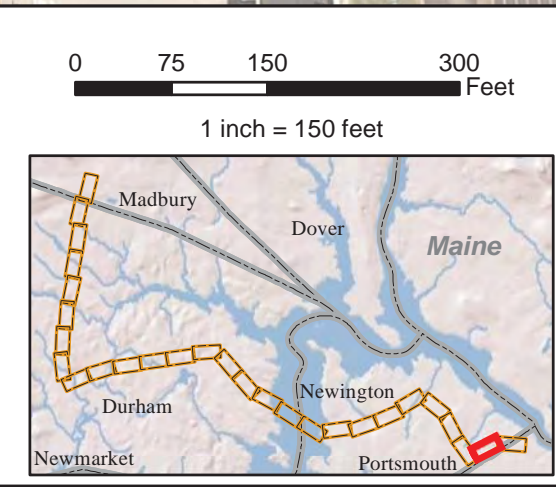 0 75 150 300
Feet
1 inch = 150 feet
Madbury
Dover
Maine
Newington
Durham
Newmarket
Portsmouth